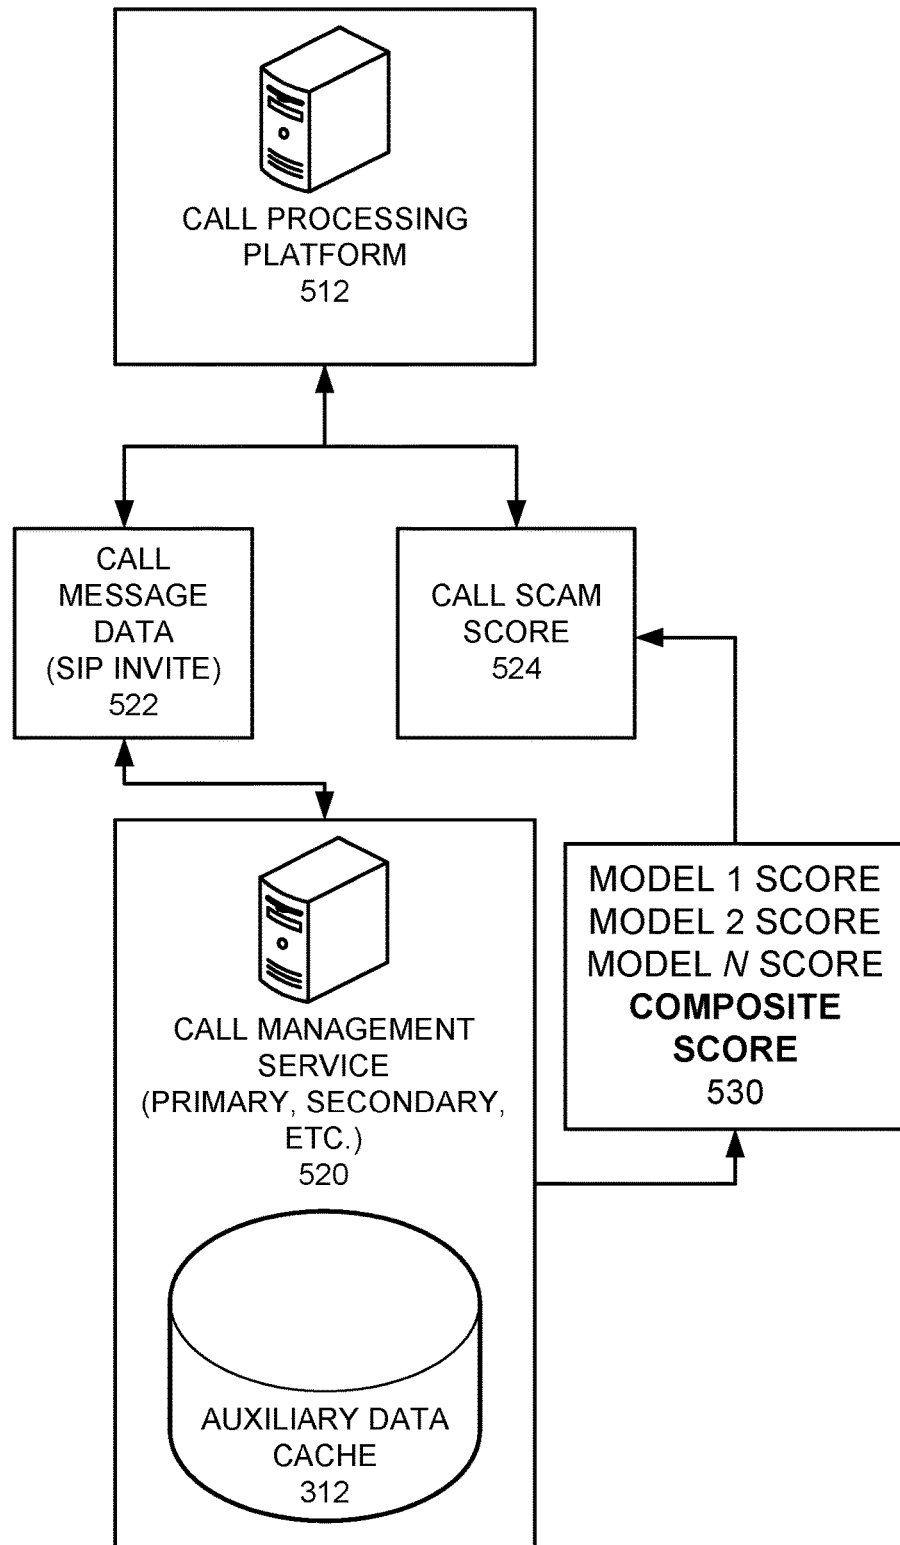 CALL PROCESSING
PLATFORM
512
CALL
MESSAGE
DATA
(SIP INVITE)
522
CALL SCAM
SCORE
524
CALL MANAGEMENT
SERVICE
(PRIMARY, SECONDARY,
ETC.)
520
MODEL 1 SCORE
MODEL 2 SCORE
MODEL N SCORE
COMPOSITE
SCORE
530
AUXILIARY DATA
CACHE
312